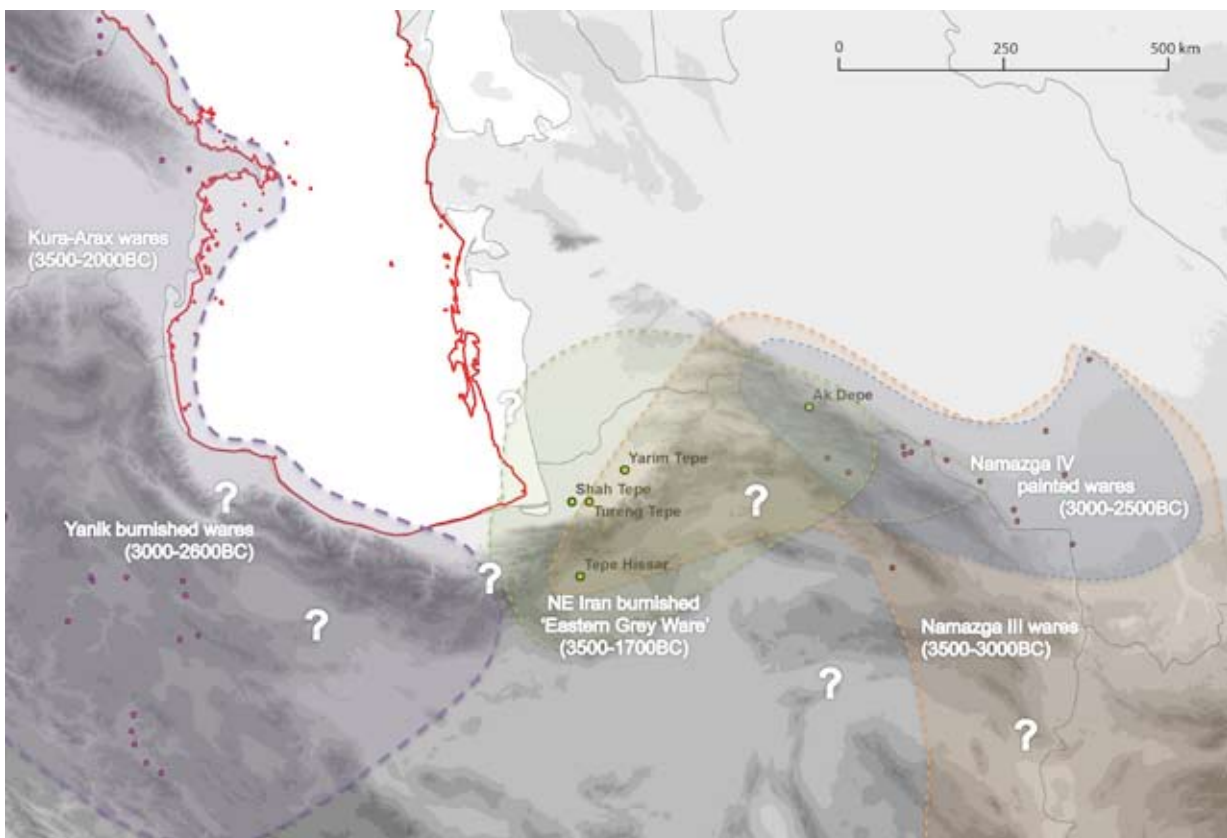 0 250 500 km
Kura-Arax wares
(3500-2000BC)
?
Ak Depe
Yarim Tepe
Namazga IV
painted wares
(3000-2500BC)
Shah Tepe
?
?
Tureng Tepe
Yanik burnished wares
(3000-2600BC)
?
Tepe Hissar
NE Iran burnished
'Eastern Grey Ware'
(3500-1700BC)
?
Namazga III wares
(3500-3000BC)
?
?